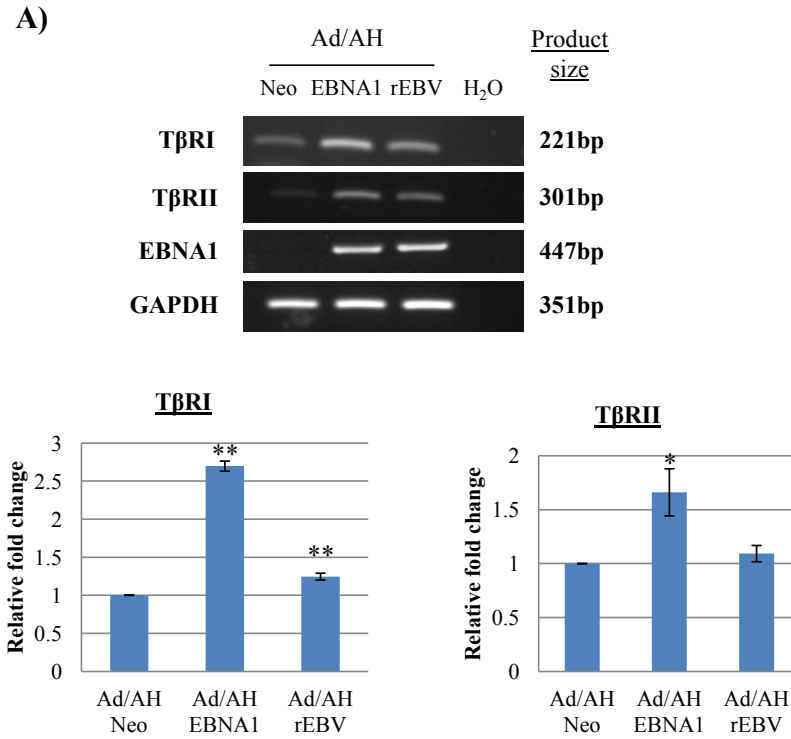 A)
Ad/AH
Product
size
Neo EBNA1 rEBV H₂O
TβRI 221bp
TβRII 301bp
EBNA1 447bp
GAPDH 351bp
TβRI
Relative fold change
3
2.5
2
1.5
1
0.5
0
**
**
Ad/AH Ad/AH Ad/AH
Neo EBNA1 rEBV
TβRII
Relative fold change
2
1.5
1
0.5
0
*
Ad/AH Ad/AH Ad/AH
Neo EBNA1 rEBV